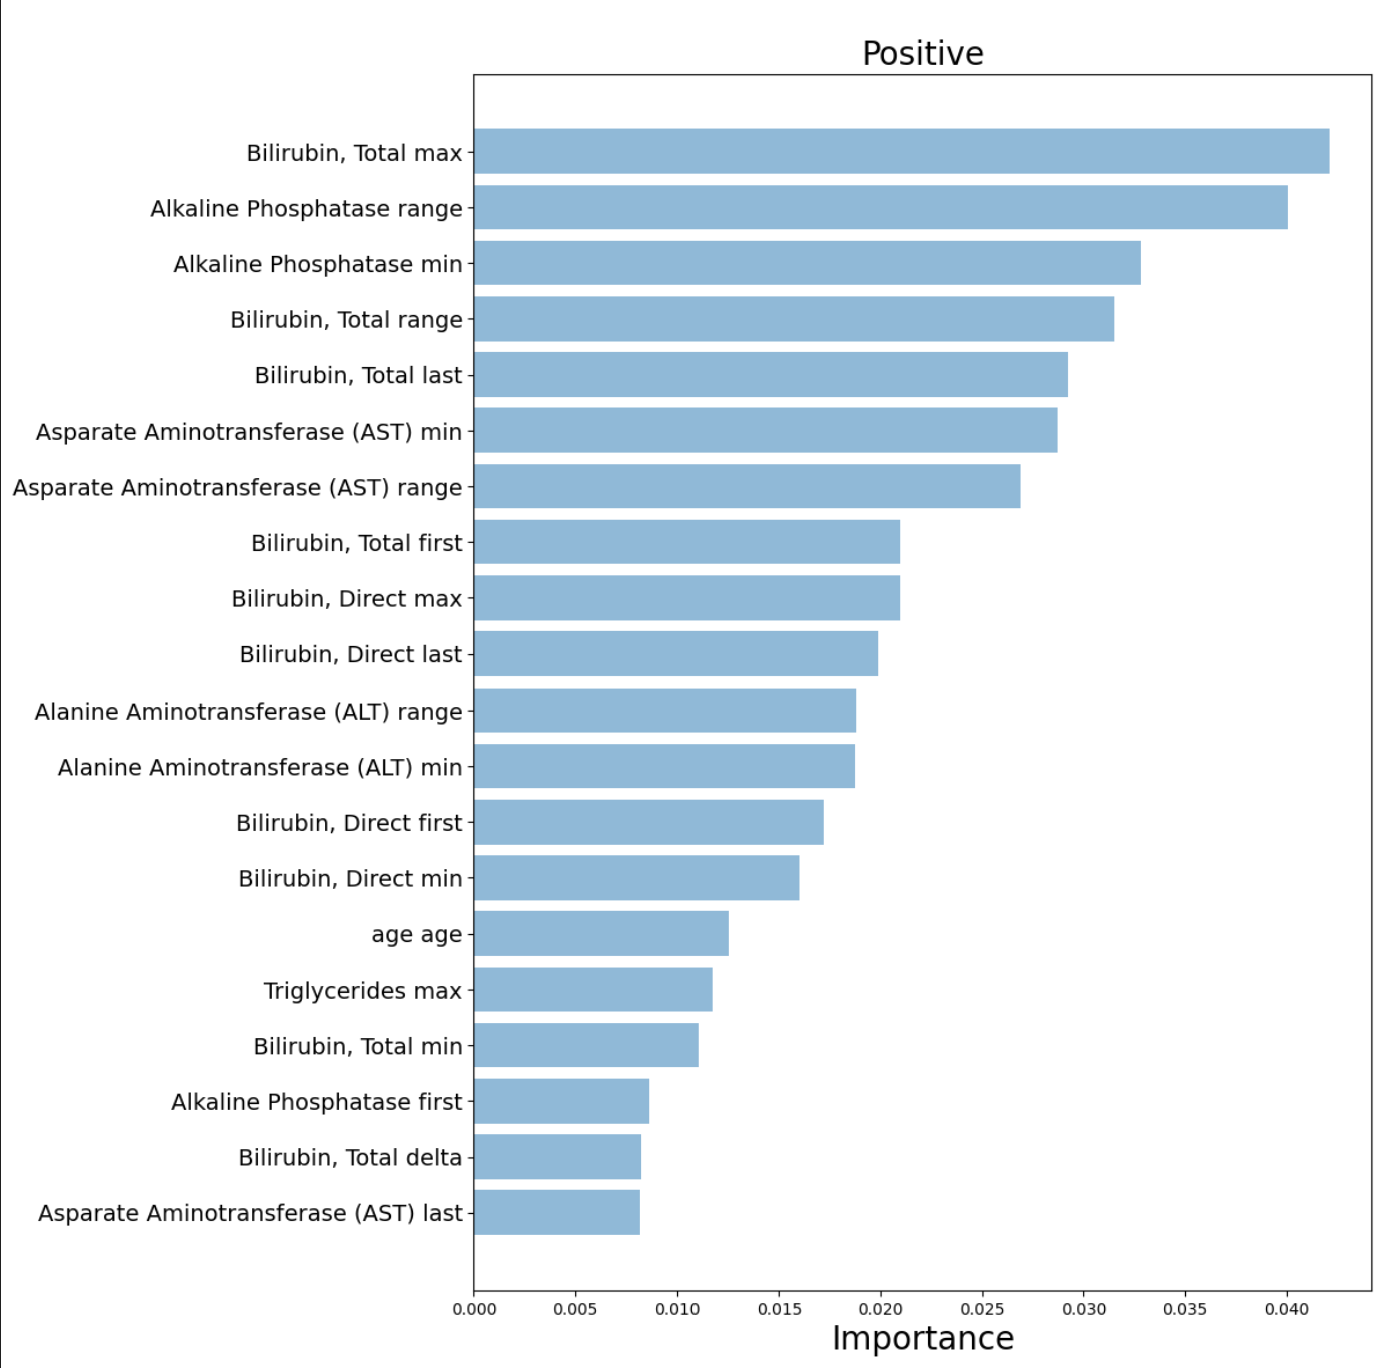 Positive
Bilirubin, Total max
Alkaline Phosphatase range
Alkaline Phosphatase min
Bilirubin, Total range
Bilirubin, Total last
Asparate Aminotransferase (AST) min
Asparate Aminotransferase (AST) range
Bilirubin, Total first
Bilirubin, Direct max
Bilirubin, Direct last
Alanine Aminotransferase (ALT) range
Alanine Aminotransferase (ALT) min
Bilirubin, Direct first
Bilirubin, Direct min
age age
Triglycerides max
Bilirubin, Total min
Alkaline Phosphatase first
Bilirubin, Total delta
Asparate Aminotransferase (AST) last
0.000 0.005 0.010 0.015 0.020 0.025 0.030 0.035 0.040
Importance